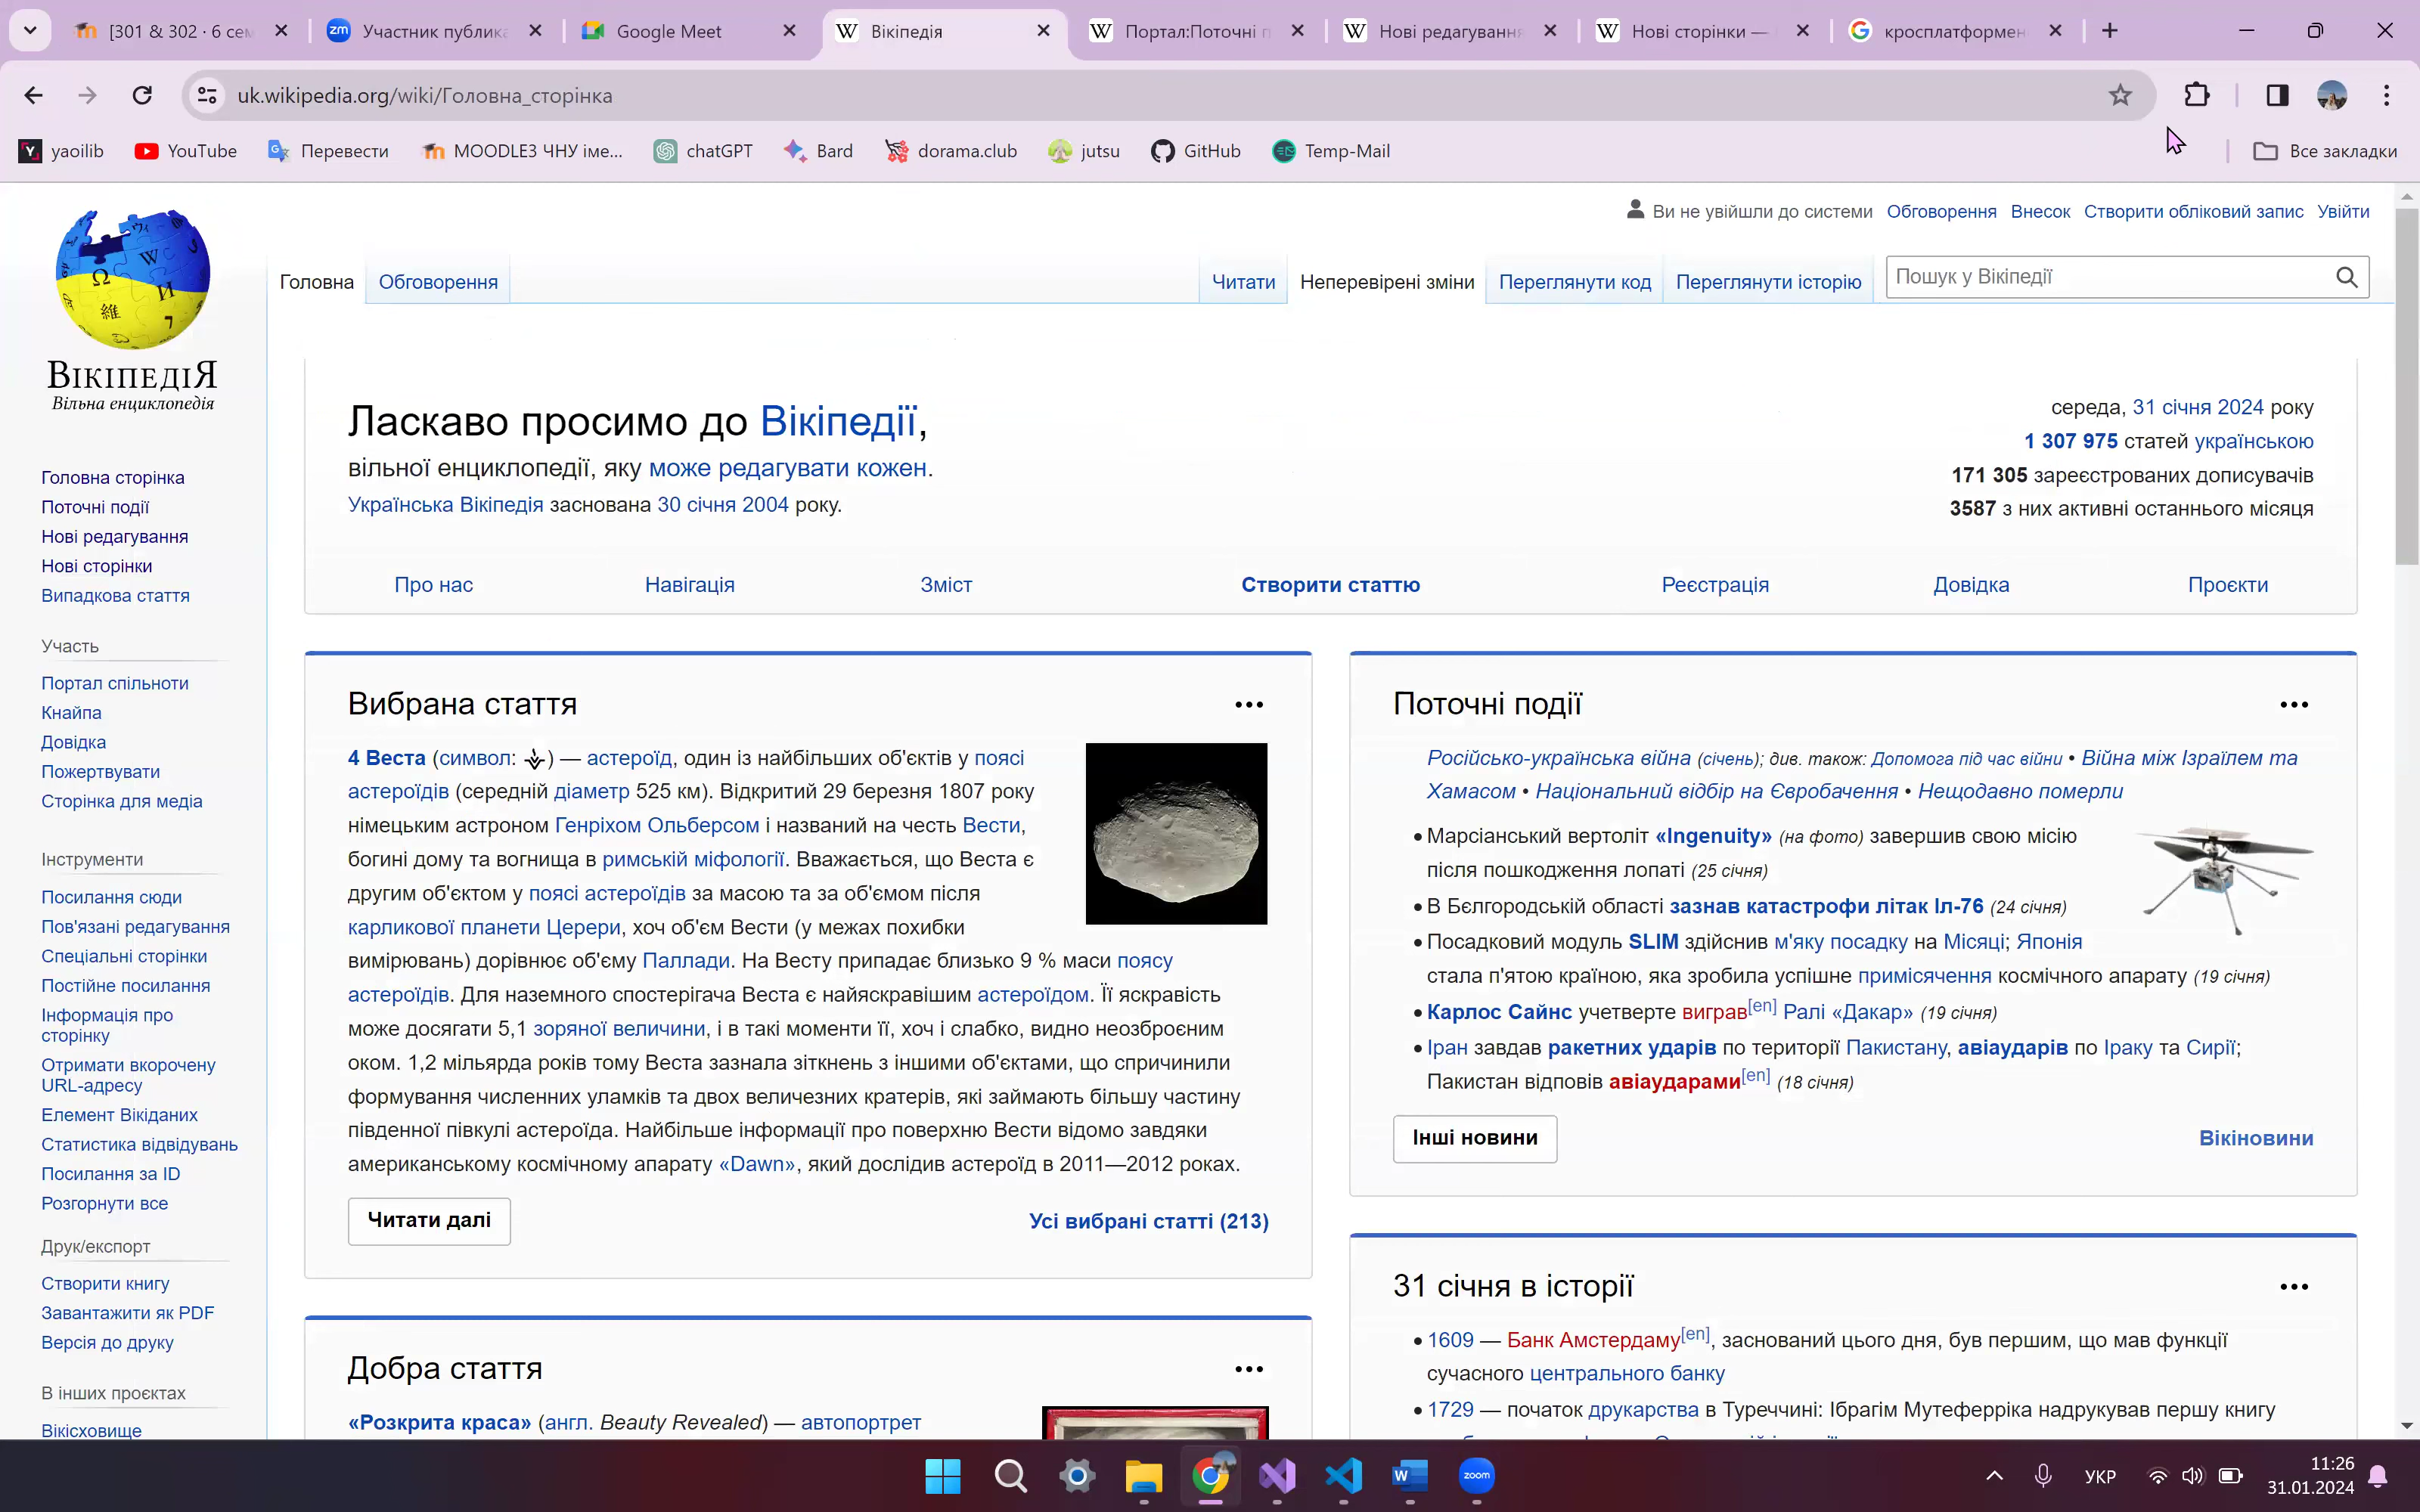 [301 & 302 · 6 сем
Участник публика
Google Meet
Вікіпедія
Портал:Поточні п
Нові редагування
Нові сторінки —
кросплатформен
uk.wikipedia.org/wiki/Головна_сторінка
yaoilib
YouTube
Перевести
MOODLE3 ЧНУ іме...
chatGPT
Bard
dorama.club
jutsu
GitHub
Temp-Mail
Все закладки
ВікіпедіЯ
Вільна енциклопедія
Ви не увійшли до системи Обговорення Внесок Створити обліковий запис Увійти
Головна Обговорення Читати Неперевірені зміни Переглянути код Переглянути історію Пошук у Вікіпедії
Головна сторінка
Поточні події
Нові редагування
Нові сторінки
Випадкова стаття
Участь
Портал спільноти
Кнайпа
Довідка
Пожертвувати
Сторінка для медіа
Інструменти
Посилання сюди
Пов'язані редагування
Спеціальні сторінки
Постійне посилання
Інформація про
сторінку
Отримати вкорочену
URL-адресу
Елемент Вікіданих
Статистика відвідувань
Посилання за ID
Розгорнути все
Друк/експорт
Створити книгу
Завантажити як PDF
Версія до друку
В інших проєктах
Вікісховище
Ласкаво просимо до Вікіпедії,
вільної енциклопедії, яку може редагувати кожен.
Українська Вікіпедія заснована 30 січня 2004 року.
середа, 31 січня 2024 року
1 307 975 статей українською
171 305 зареєстрованих дописувачів
3587 з них активні останнього місяця
Про нас Навігація Зміст Створити статтю Реєстрація Довідка Проєкти
Вибрана стаття
4 Веста (символ: ) — астероїд, один із найбільших об'єктів у поясі
астероїдів (середній діаметр 525 км). Відкритий 29 березня 1807 року
німецьким астроном Генріхом Ольберсом і названий на честь Вести,
богині дому та вогнища в римській міфології. Вважається, що Веста є
другим об'єктом у поясі астероїдів за масою та за об'ємом після
карликової планети Церери, хоч об'єм Вести (у межах похибки
вимірювань) дорівнює об'єму Паллади. На Весту припадає близько 9 % маси поясу
астероїдів. Для наземного спостерігача Веста є найяскравішим астероїдом. Її яскравість
може досягати 5,1 зоряної величини, і в такі моменти її, хоч і слабко, видно неозброєним
оком. 1,2 мільярда років тому Веста зазнала зіткнень з іншими об'єктами, що спричинили
формування численних уламків та двох величезних кратерів, які займають більшу частину
південної півкулі астероїда. Найбільше інформації про поверхню Вести відомо завдяки
американському космічному апарату «Dawn», який дослідив астероїд в 2011—2012 роках.
Читати далі
Усі вибрані статті (213)
Добра стаття
«Розкрита краса» (англ. Beauty Revealed) — автопортрет
Поточні події
Російсько-українська війна (січень); див. також: Допомога під час війни • Війна між Ізраїлем та
Хамасом • Національний відбір на Євробачення • Нещодавно померли
• Марсіанський вертоліт «Ingenuity» (на фото) завершив свою місію
після пошкодження лопаті (25 січня)
• В Бєлгородській області зазнав катастрофи літак Іл-76 (24 січня)
• Посадковий модуль SLIM здійснив м'яку посадку на Місяці; Японія
стала п'ятою країною, яка зробила успішне примісячення космічного апарату (19 січня)
• Карлос Сайнс учетверте виграв[en] Ралі «Дакар» (19 січня)
• Іран завдав ракетних ударів по території Пакистану, авіаударів по Іраку та Сирії;
Пакистан відповів авіаударами[en] (18 січня)
Інші новини
Вікіновини
31 січня в історії
• 1609 — Банк Амстердаму[en], заснований цього дня, був першим, що мав функції
сучасного центрального банку
• 1729 — початок друкарства в Туреччині: Ібрагім Мутеферріка надрукував першу книгу
zoom
УКР
11:26
31.01.2024